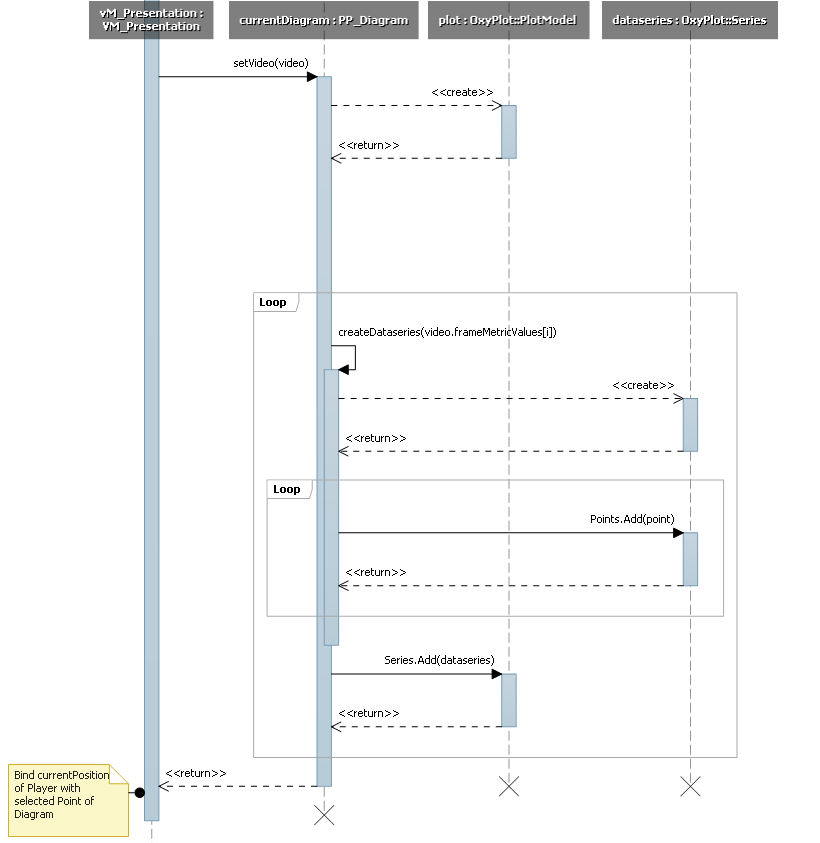 vM_Presentation :
VM_Presentation
currentDiagram : PP_Diagram
plot : OxyPlot::PlotModel
dataseries : OxyPlot::Series
setVideo(video)
<<create>>
<<return>>
Loop
createDataseries(video.frameMetricValues[i])
<<create>>
<<return>>
Loop
Points.Add(point)
<<return>>
Series.Add(dataseries)
<<return>>
<<return>>
Bind currentPosition
of Player with
selected Point of
Diagram